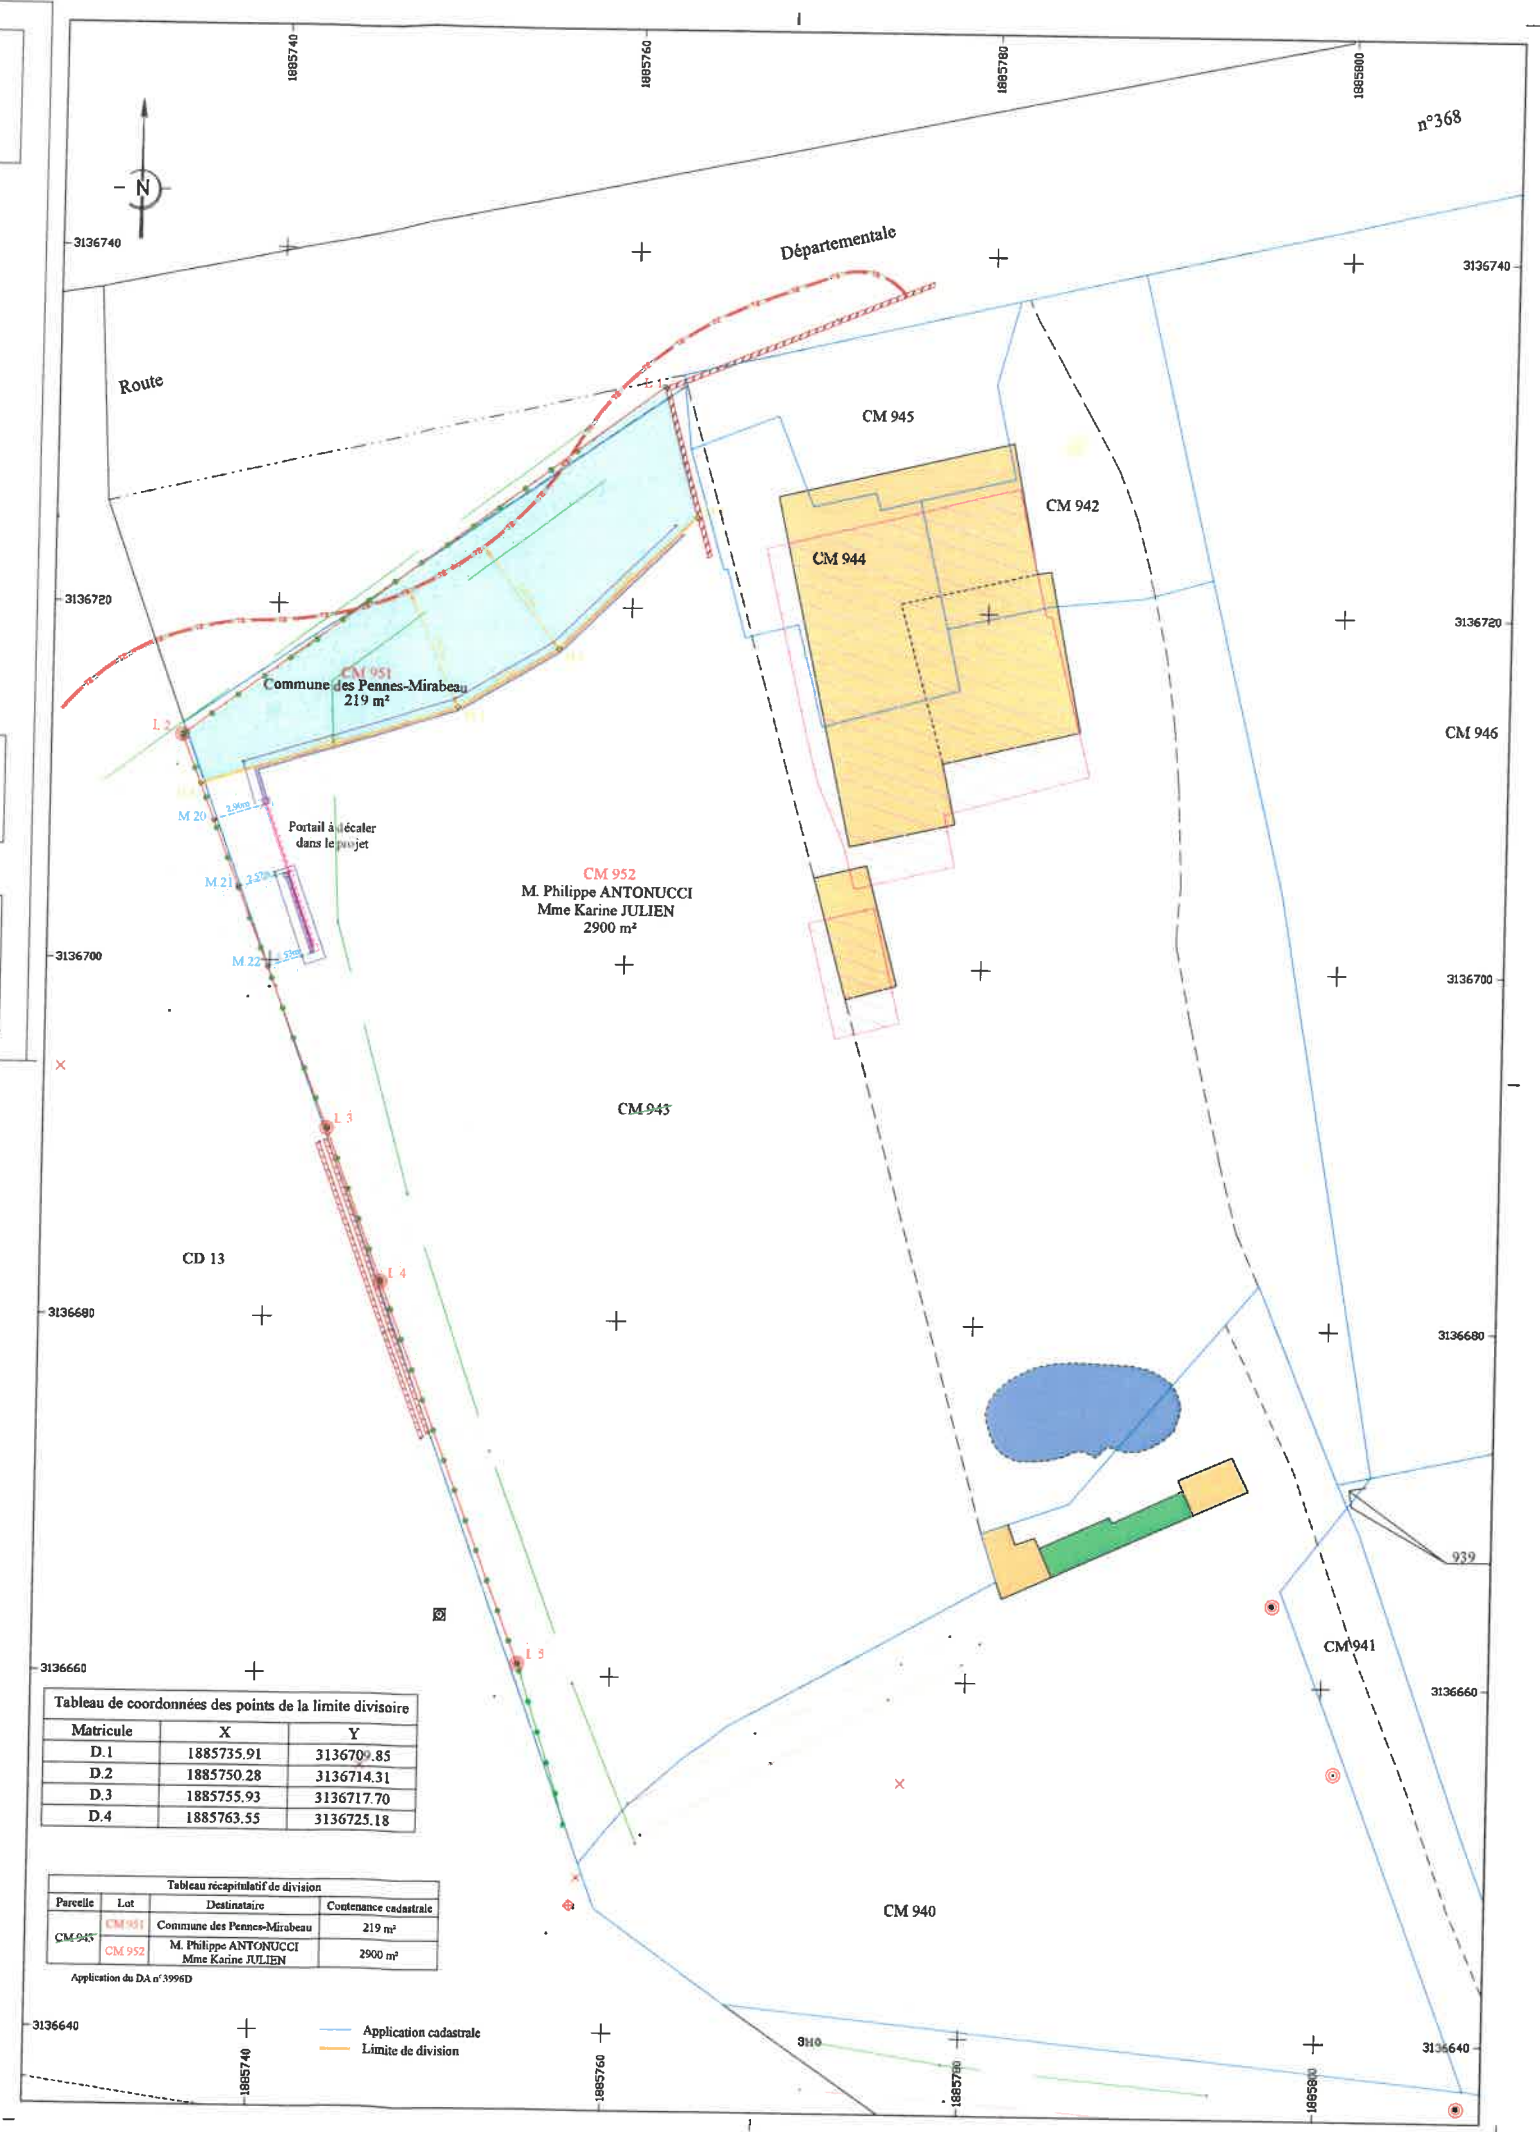 1885740
1885760
1885780
1885800
n°368
N
3136740
Départementale
3136740
Route
L 1
CM 945
CM 942
CM 944
3136720
3136720
CM 951
Commune des Pennes-Mirabeau
219 m²
L 2
CM 946
M 20
2.90m
Portail à décaler
dans le projet
M 21
2.57m
CM 952
M. Philippe ANTONUCCI
Mme Karine JULIEN
2900 m²
M 22
3136700
3136700
CM 943
L 3
CD 13
L 4
3136680
3136680
939
L 5
CM 941
3136660
3136660
Tableau de coordonnées des points de la limite divisoire
Matricule X Y
D.1 1885735.91 3136709.85
D.2 1885750.28 3136714.31
D.3 1885755.93 3136717.70
D.4 1885763.55 3136725.18
Tableau récapitulatif de division
Parcelle Lot Destinataire Contenance cadastrale
CM 943
CM 951 Commune des Pennes-Mirabeau 219 m²
CM 952 M. Philippe ANTONUCCI
Mme Karine JULIEN 2900 m²
Application du DA n°3996D
CM 940
3136640
Application cadastrale
Limite de division
3136640
1885740
1885760
1885780
1885800